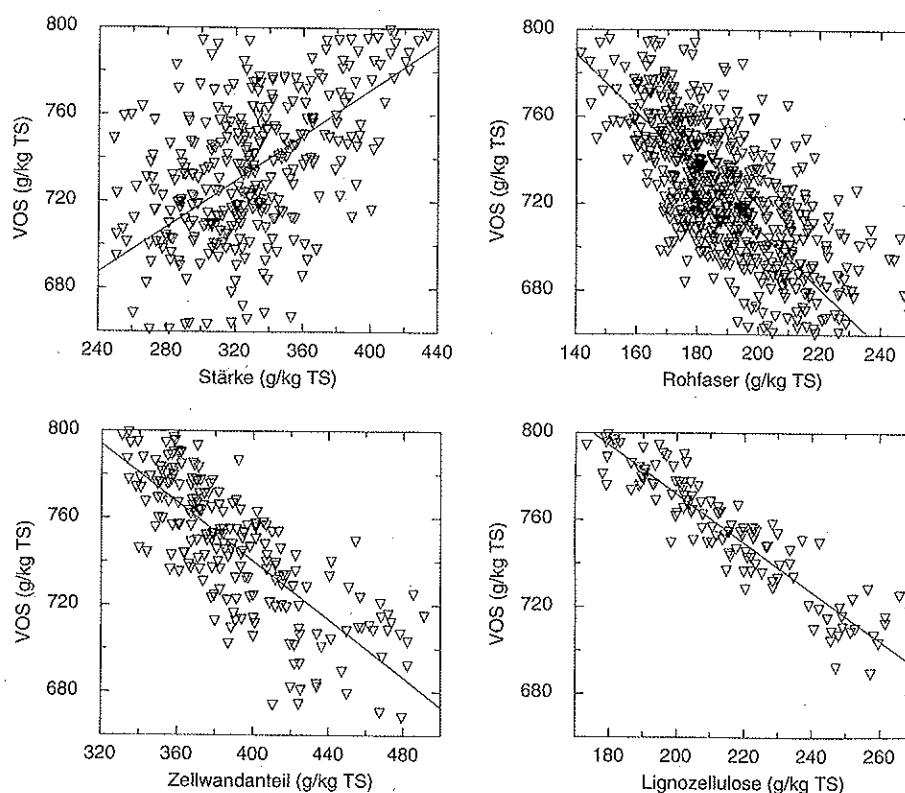 800
760
720
680
VOS (g/kg TS)
240 280 320 360 400 440
Stärke (g/kg TS)
800
760
720
680
VOS (g/kg TS)
140 160 180 200 220 240
Rohfaser (g/kg TS)
800
760
720
680
VOS (g/kg TS)
320 360 400 440 480
Zellwandanteil (g/kg TS)
800
760
720
680
VOS (g/kg TS)
180 200 220 240 260
Lignozellulose (g/kg TS)